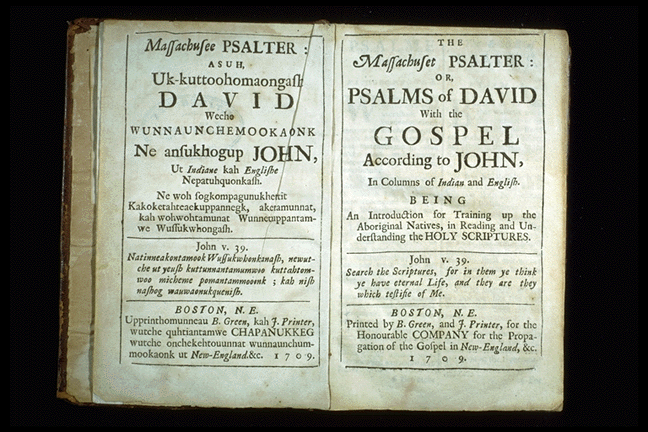 Maſſachuſee PSALTER:
ASUH,
Uk-kuttoohomaongaſh
DAVID
Weche
WUNNAUNCHEMOOKAONK
Ne anſukhogup JOHN,
Ut Indiane kah Engliſhe
Nepatuhquonkaſh.
Ne woh ſogkompagunukhettit
Kakoketahteaekuppannegk, aketamunnat,
kah wohwohtamunat Wunnetuppantam-
we Wuſſukwhongaſh.
John v. 39.
Natinneakontamook Wuſſukwhonkanaſh, newut-
che ut yeuſh kuttunnantamumwoo kuttahtom-
woo micheme pomantammooonk; kah niſh
naſhog wauwaonukqueniſh.
BOSTON, N. E.
Upprinthomunneau B. Green, kah J. Printer,
wutche quhtiantamwe CHAPANUKKEG
wutche onchekehtouunnat wunnaunchum-
mookaonk ut New-England. &c. 1709.
THE
Maſſachuſet PSALTER:
OR,
PSALMS of DAVID
With the
GOSPEL
According to JOHN,
In Columns of Indian and Engliſh.
BEING
An Introduction for Training up the
Aboriginal Natives, in Reading and Un-
derſtanding the HOLY SCRIPTURES.
John v. 39.
Search the Scriptures, for in them ye think
ye have eternal Life, and they are they
which teſtifie of Me.
BOSTON, N. E.
Printed by B. Green, and J. Printer, for the
Honourable COMPANY for the Propa-
gation of the Goſpel in New-England, &c.
1709.